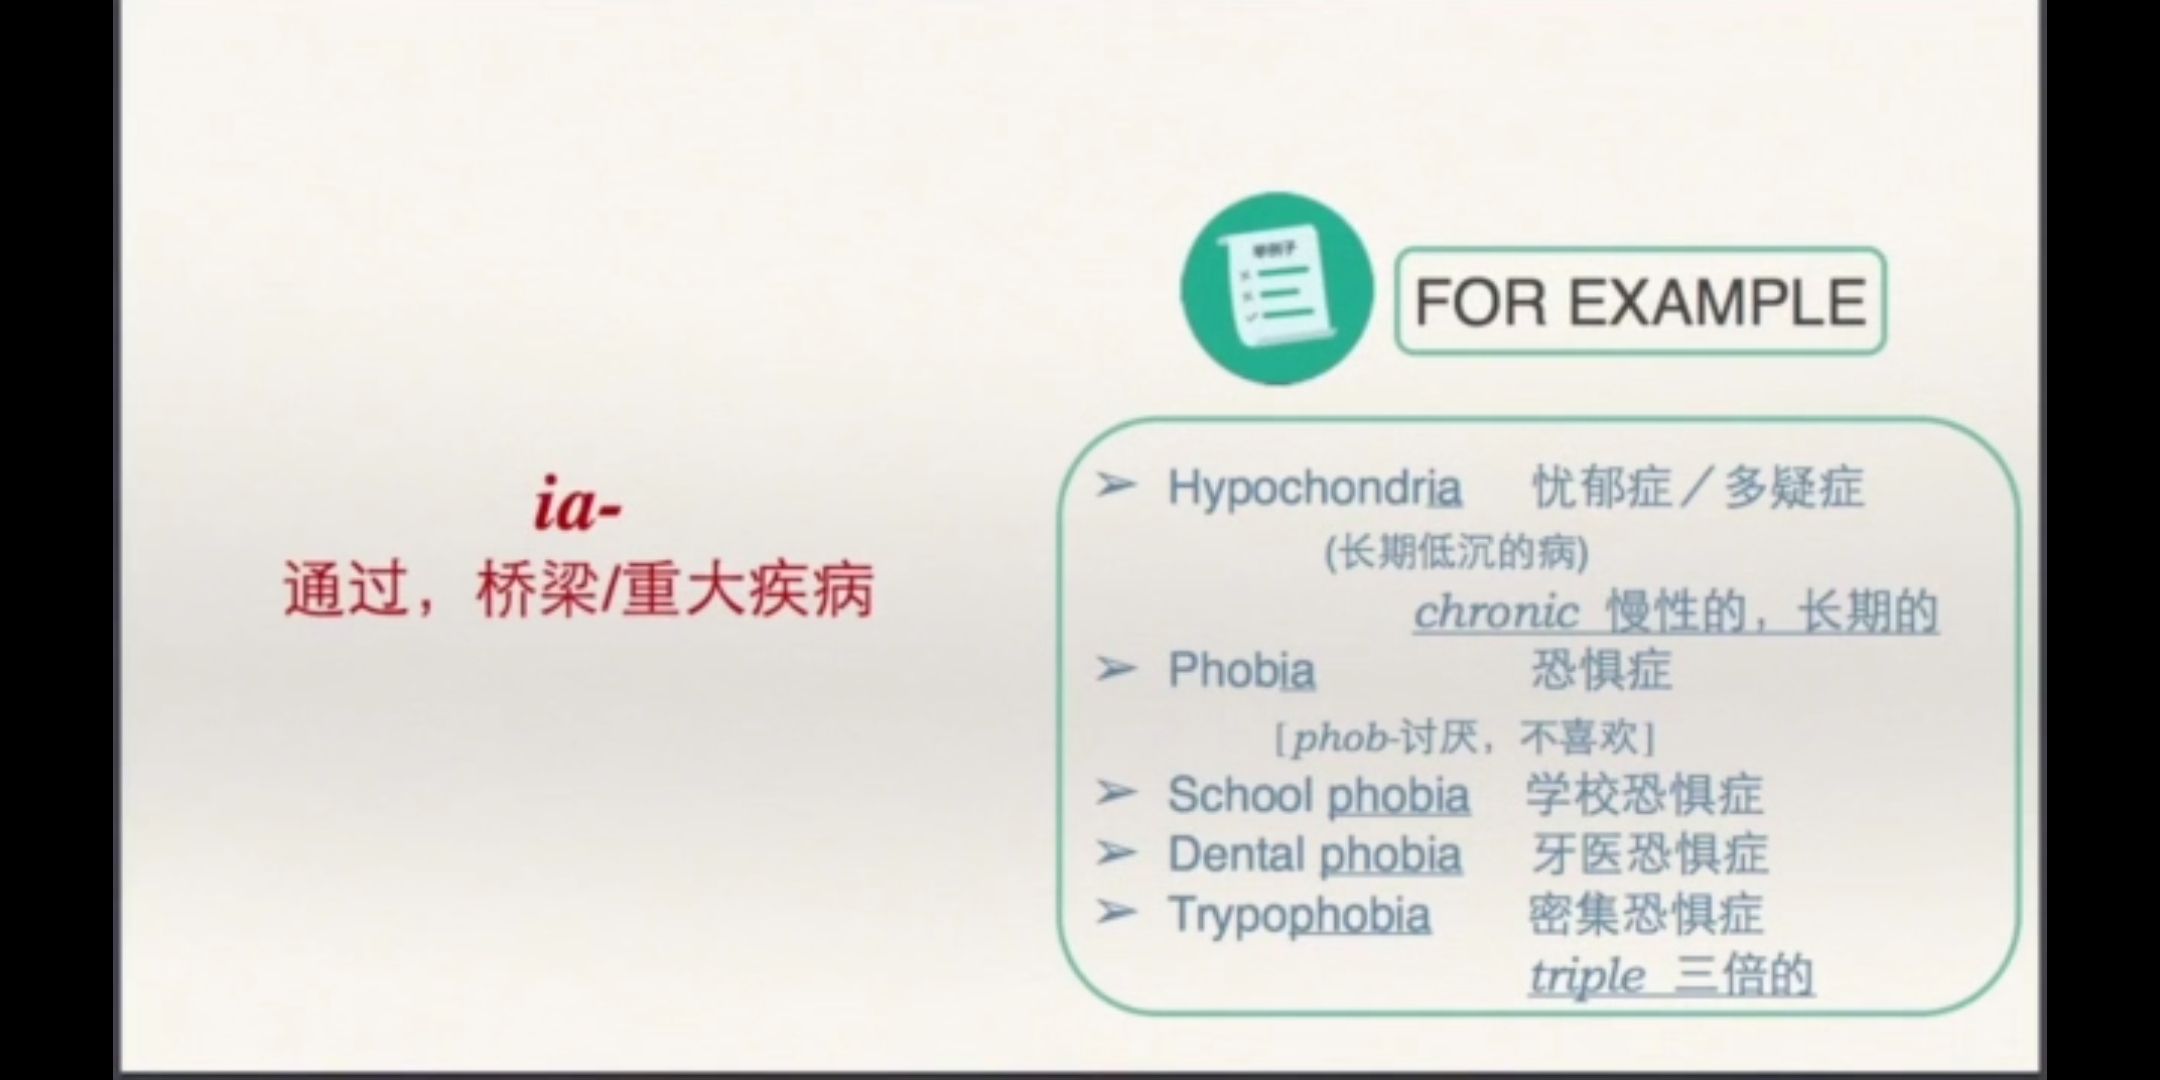 举例子
FOR EXAMPLE
ia-
通过，桥梁/重大疾病
➢ Hypochondria 忧郁症／多疑症
(长期低沉的病)
chronic 慢性的，长期的
➢ Phobia 恐惧症
[phob-讨厌，不喜欢]
➢ School phobia 学校恐惧症
➢ Dental phobia 牙医恐惧症
➢ Trypophobia 密集恐惧症
triple 三倍的